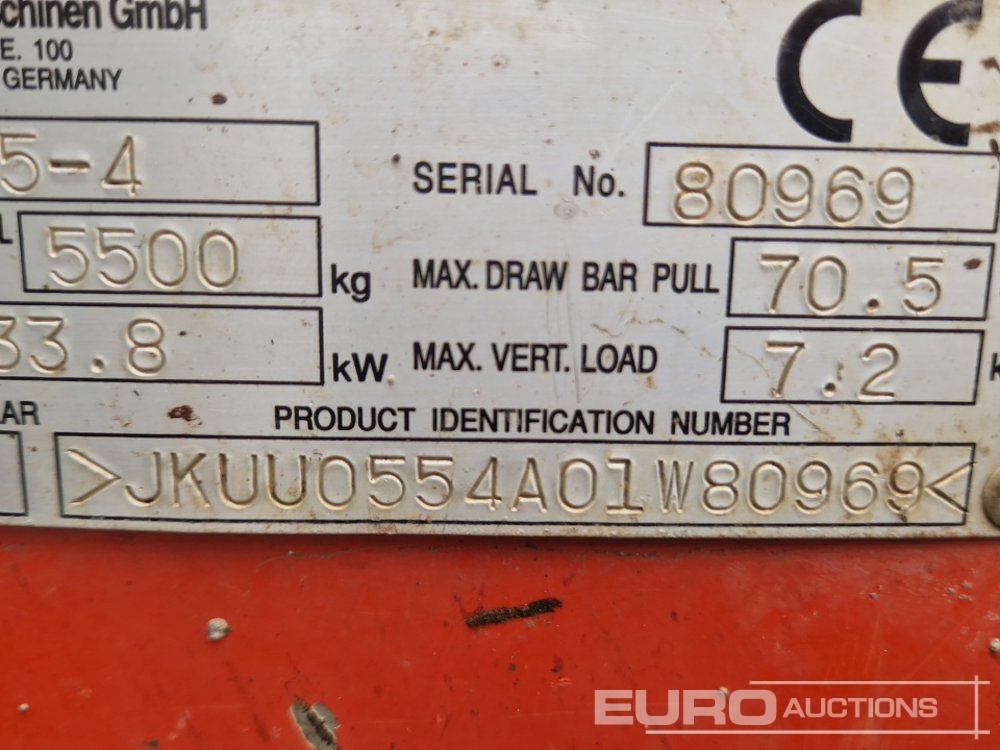 schinen GmbH
E. 100
GERMANY
CE
5-4
SERIAL No. 80969
5500 kg MAX. DRAW BAR PULL 70.5
33.8 kW MAX. VERT. LOAD 7.2
AR PRODUCT IDENTIFICATION NUMBER
>JKUU0554A01W80969<
EURO AUCTIONS